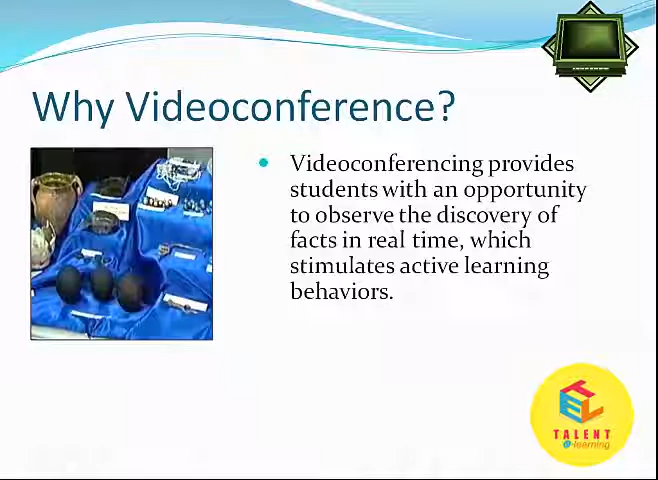 Why Videoconference?
Videoconferencing provides
students with an opportunity
to observe the discovery of
facts in real time, which
stimulates active learning
behaviors.
TEL
TALENT
e-learning